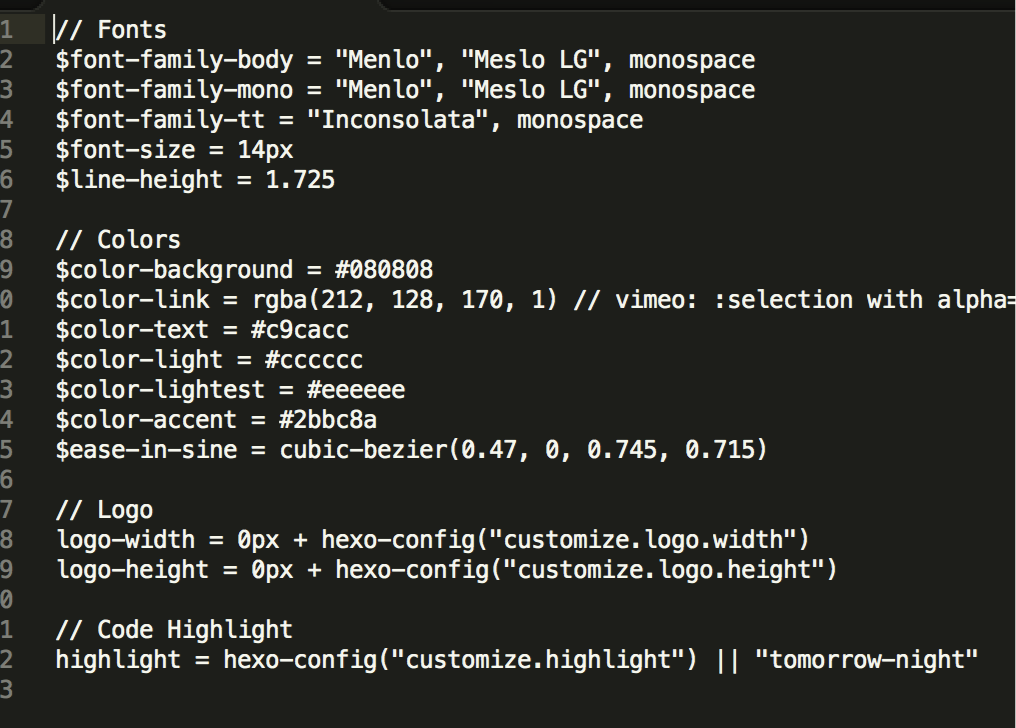 1 // Fonts
2 $font-family-body = "Menlo", "Meslo LG", monospace
3 $font-family-mono = "Menlo", "Meslo LG", monospace
4 $font-family-tt = "Inconsolata", monospace
5 $font-size = 14px
6 $line-height = 1.725
7
8 // Colors
9 $color-background = #080808
0 $color-link = rgba(212, 128, 170, 1) // vimeo: :selection with alpha=
1 $color-text = #c9cacc
2 $color-light = #cccccc
3 $color-lightest = #eeeeee
4 $color-accent = #2bbc8a
5 $ease-in-sine = cubic-bezier(0.47, 0, 0.745, 0.715)
6
7 // Logo
8 logo-width = 0px + hexo-config("customize.logo.width")
9 logo-height = 0px + hexo-config("customize.logo.height")
0
1 // Code Highlight
2 highlight = hexo-config("customize.highlight") || "tomorrow-night"
3